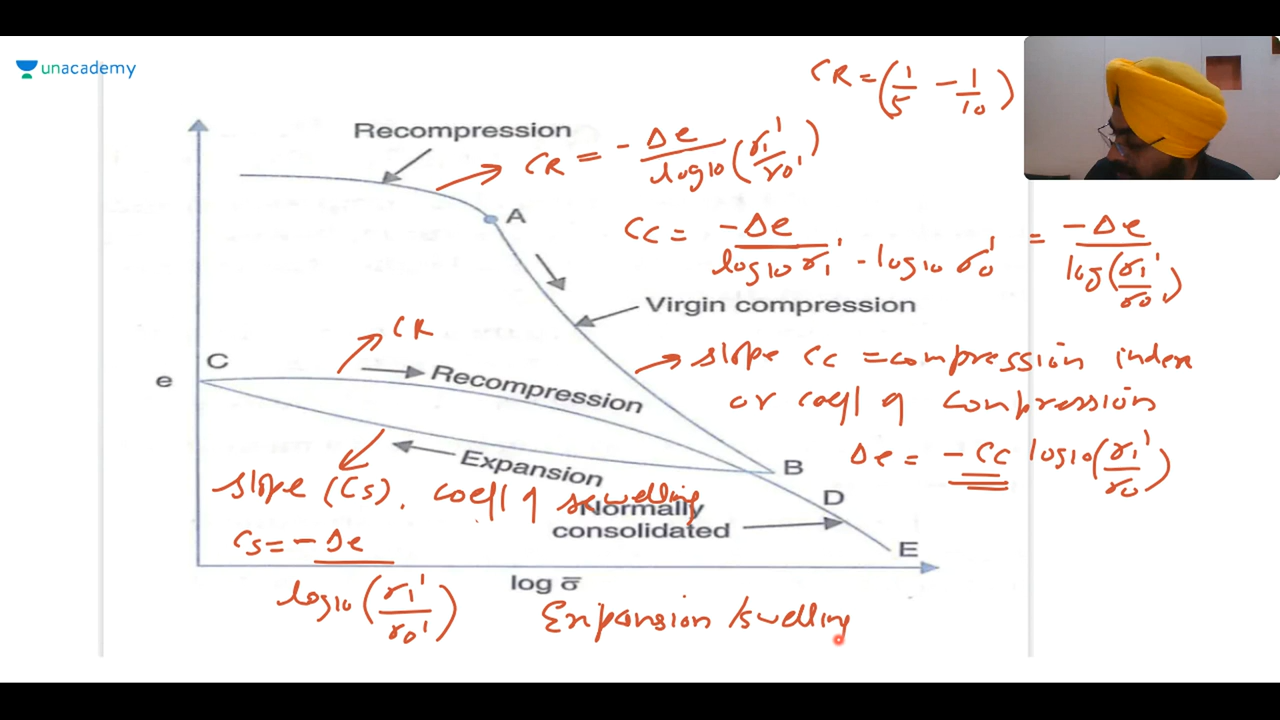 unacademy
CR = (1/5 - 1/10)
Recompression
CR = - Δe / log10 (σ1' / σ0')
A
CC = -Δe / log10 σ1' - log10 σ0' = -Δe / log (σ1' / σ0')
Virgin compression
CR
C
slope CC = compression index
e
Recompression
or coeff of compression
Δe = -CC log10 (σ1' / σ0')
B
Expansion
D
slope (Cs). coeff of swelling
Normally
consolidated
E
Cs = - Δe / log10 (σ1' / σ0')
log σ̅
Expansion /swelling